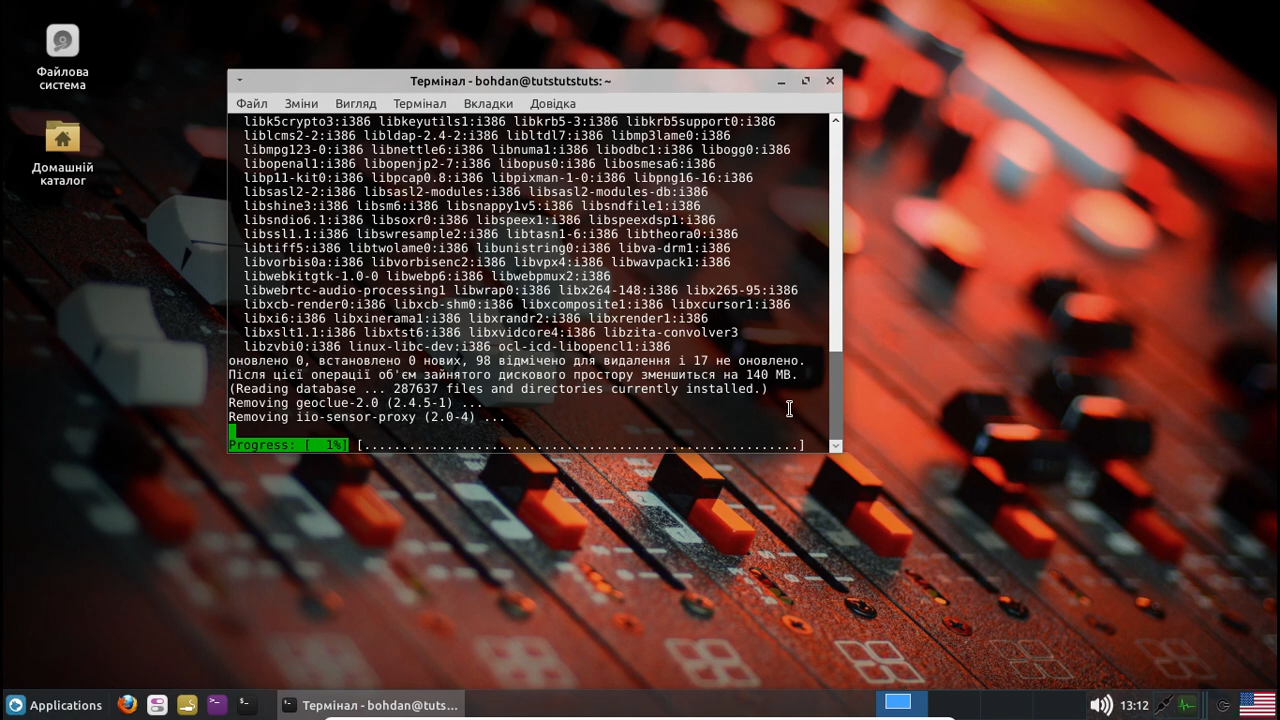 Файлова
система
Домашній
каталог
Термінал - bohdan@tutstutstuts: ~
Файл Зміни Вигляд Термінал Вкладки Довідка
libk5crypto3:i386 libkeyutils1:i386 libkrb5-3:i386 libkrb5support0:i386
liblcms2-2:i386 libldap-2.4-2:i386 libltdl7:i386 libmp3lame0:i386
libmpg123-0:i386 libnettle6:i386 libnuma1:i386 libodbc1:i386 libogg0:i386
libopenal1:i386 libopenjp2-7:i386 libopus0:i386 libosmesa6:i386
libp11-kit0:i386 libpcap0.8:i386 libpixman-1-0:i386 libpng16-16:i386
libsasl2-2:i386 libsasl2-modules:i386 libsasl2-modules-db:i386
libshine3:i386 libsm6:i386 libsnappy1v5:i386 libsndfile1:i386
libsndio6.1:i386 libsoxr0:i386 libspeex1:i386 libspeexdsp1:i386
libssl1.1:i386 libswresample2:i386 libtasn1-6:i386 libtheora0:i386
libtiff5:i386 libtwolame0:i386 libunistring0:i386 libva-drm1:i386
libvorbis0a:i386 libvorbisenc2:i386 libvpx4:i386 libwavpack1:i386
libwebkitgtk-1.0-0 libwebp6:i386 libwebpmux2:i386
libwebrtc-audio-processing1 libwrap0:i386 libx264-148:i386 libx265-95:i386
libxcb-render0:i386 libxcb-shm0:i386 libxcomposite1:i386 libxcursor1:i386
libxi6:i386 libxinerama1:i386 libxrandr2:i386 libxrender1:i386
libxslt1.1:i386 libxtst6:i386 libxvidcore4:i386 libzita-convolver3
libzvbi0:i386 linux-libc-dev:i386 ocl-icd-libopencl1:i386
оновлено 0, встановлено 0 нових, 98 відмічено для видалення і 17 не оновлено.
Після цієї операції об'єм зайнятого дискового простору зменшиться на 140 MB.
(Reading database ... 287637 files and directories currently installed.)
Removing geoclue-2.0 (2.4.5-1) ...
Removing iio-sensor-proxy (2.0-4) ...
Progress: [  1%] [..........................................................]
Applications
Термінал - bohdan@tuts...
13:12